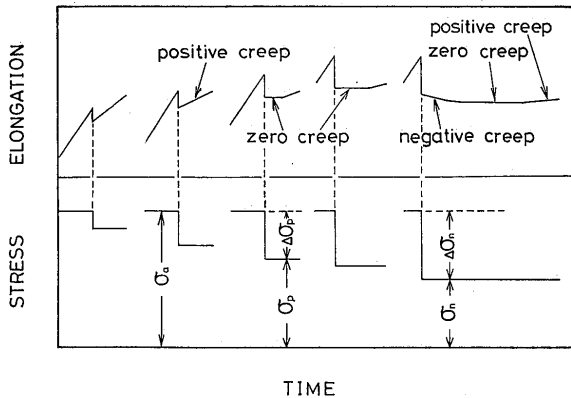 positive creep
positive creep
zero creep
zero creep
negative creep
ELONGATION
STRESS
σa
Δσp
σp
Δσn
σn
TIME